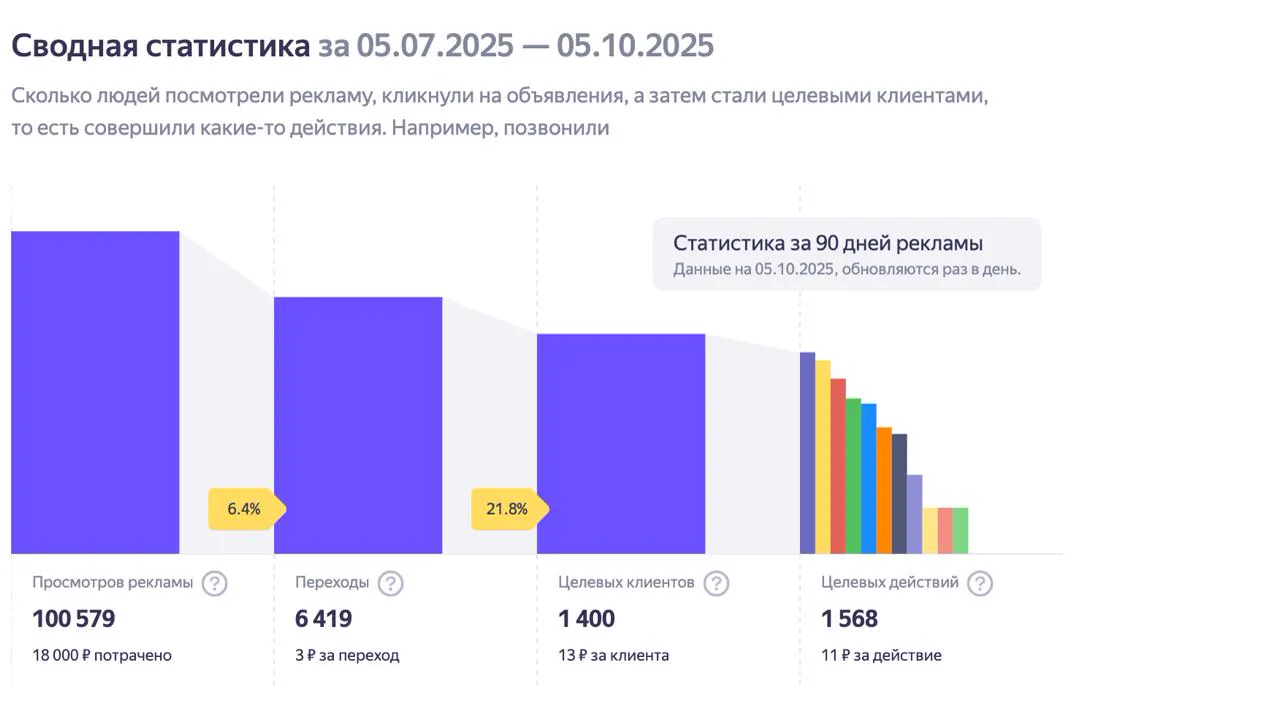 Сводная статистика за 05.07.2025 — 05.10.2025
Сколько людей посмотрели рекламу, кликнули на объявления, а затем стали целевыми клиентами,
то есть совершили какие-то действия. Например, позвонили
Статистика за 90 дней рекламы
Данные на 05.10.2025, обновляются раз в день.
6.4%
21.8%
Просмотров рекламы ?
100 579
18 000 ₽ потрачено
Переходы ?
6 419
3 ₽ за переход
Целевых клиентов ?
1 400
13 ₽ за клиента
Целевых действий ?
1 568
11 ₽ за действие